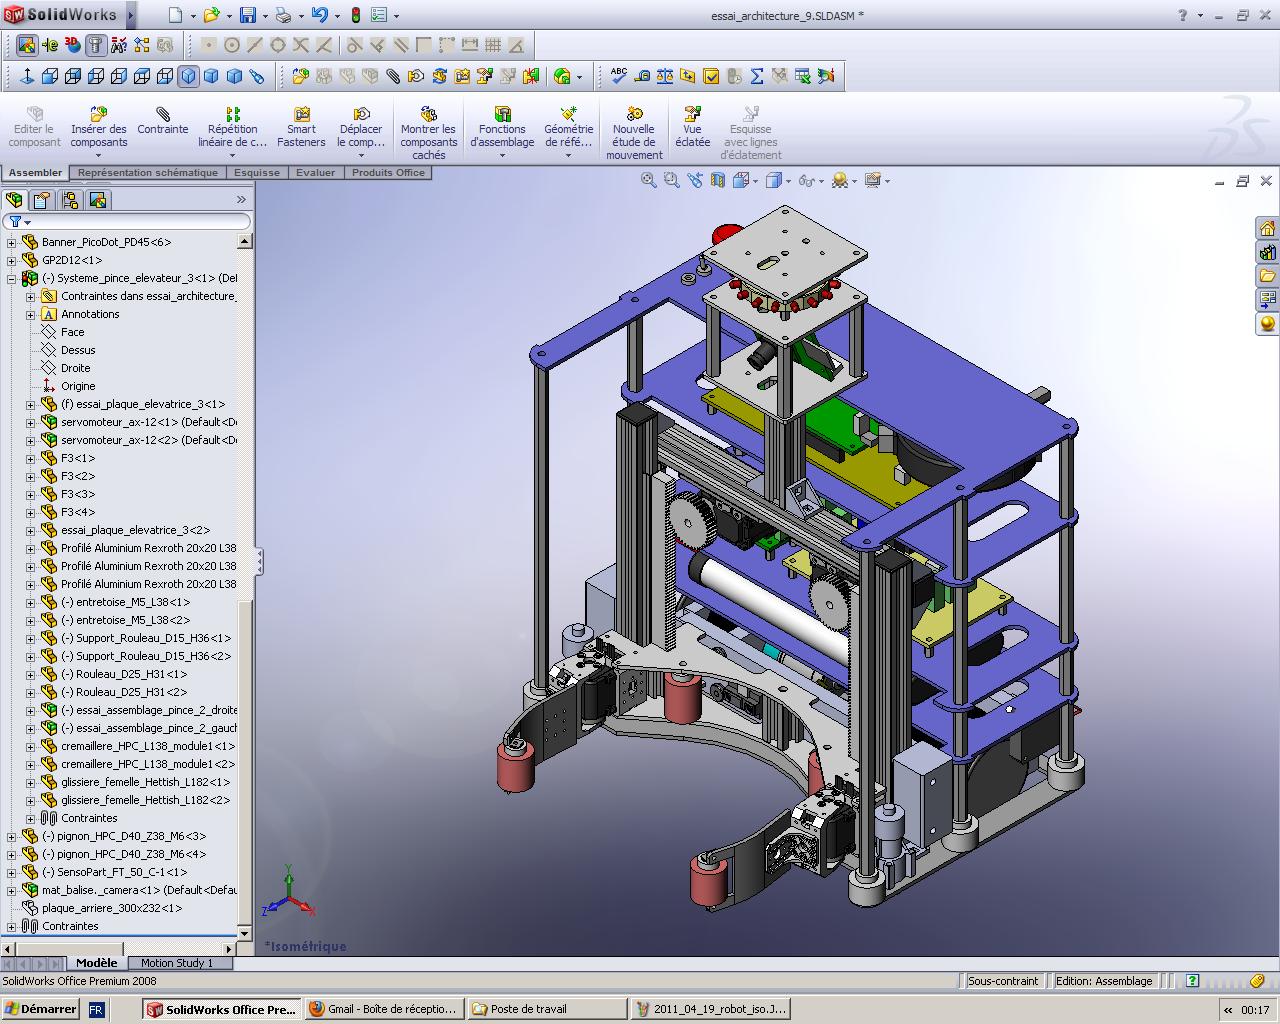 SolidWorks
essai_architecture_9.SLDASM *
Editer le composant
Insérer des composants
Contrainte
Répétition linéaire de c...
Smart Fasteners
Déplacer le comp...
Montrer les composants cachés
Fonctions d'assemblage
Géométrie de réfé...
Nouvelle étude de mouvement
Vue éclatée
Esquisse avec lignes d'éclatement
Assembler
Représentation schématique
Esquisse
Evaluer
Produits Office
Banner_PicoDot_PD45<6>
GP2D12<1>
(-) Systeme_pince_elevateur_3<1> (Del
Contraintes dans essai_architecture_
Annotations
Face
Dessus
Droite
Origine
(f) essai_plaque_elevatrice_3<1>
servomoteur_ax-12<1> (Default<D
servomoteur_ax-12<2> (Default<D
F3<1>
F3<2>
F3<3>
F3<4>
essai_plaque_elevatrice_3<2>
Profilé Aluminium Rexroth 20x20 L38
Profilé Aluminium Rexroth 20x20 L38
Profilé Aluminium Rexroth 20x20 L38
(-) entretoise_M5_L38<1>
(-) entretoise_M5_L38<2>
(-) Support_Rouleau_D15_H36<1>
(-) Support_Rouleau_D15_H36<2>
(-) Rouleau_D25_H31<1>
(-) Rouleau_D25_H31<2>
(-) essai_assemblage_pince_2_droite
(-) essai_assemblage_pince_2_gauch
cremaillere_HPC_L138_module1<1>
cremaillere_HPC_L138_module1<2>
glissiere_femelle_Hettish_L182<1>
glissiere_femelle_Hettish_L182<2>
Contraintes
(-) pignon_HPC_D40_Z38_M6<3>
(-) pignon_HPC_D40_Z38_M6<4>
(-) SensoPart_FT_50_C-1<1>
mat_balise._camera<1> (Default<Defau
plaque_arriere_300x232<1>
Contraintes
Y
X
Z
*Isométrique
Modèle
Motion Study 1
SolidWorks Office Premium 2008
Sous-contraint
Edition: Assemblage
Démarrer
FR
SolidWorks Office Pre...
Gmail - Boîte de réceptio...
Poste de travail
2011_04_19_robot_iso.J...
00:17